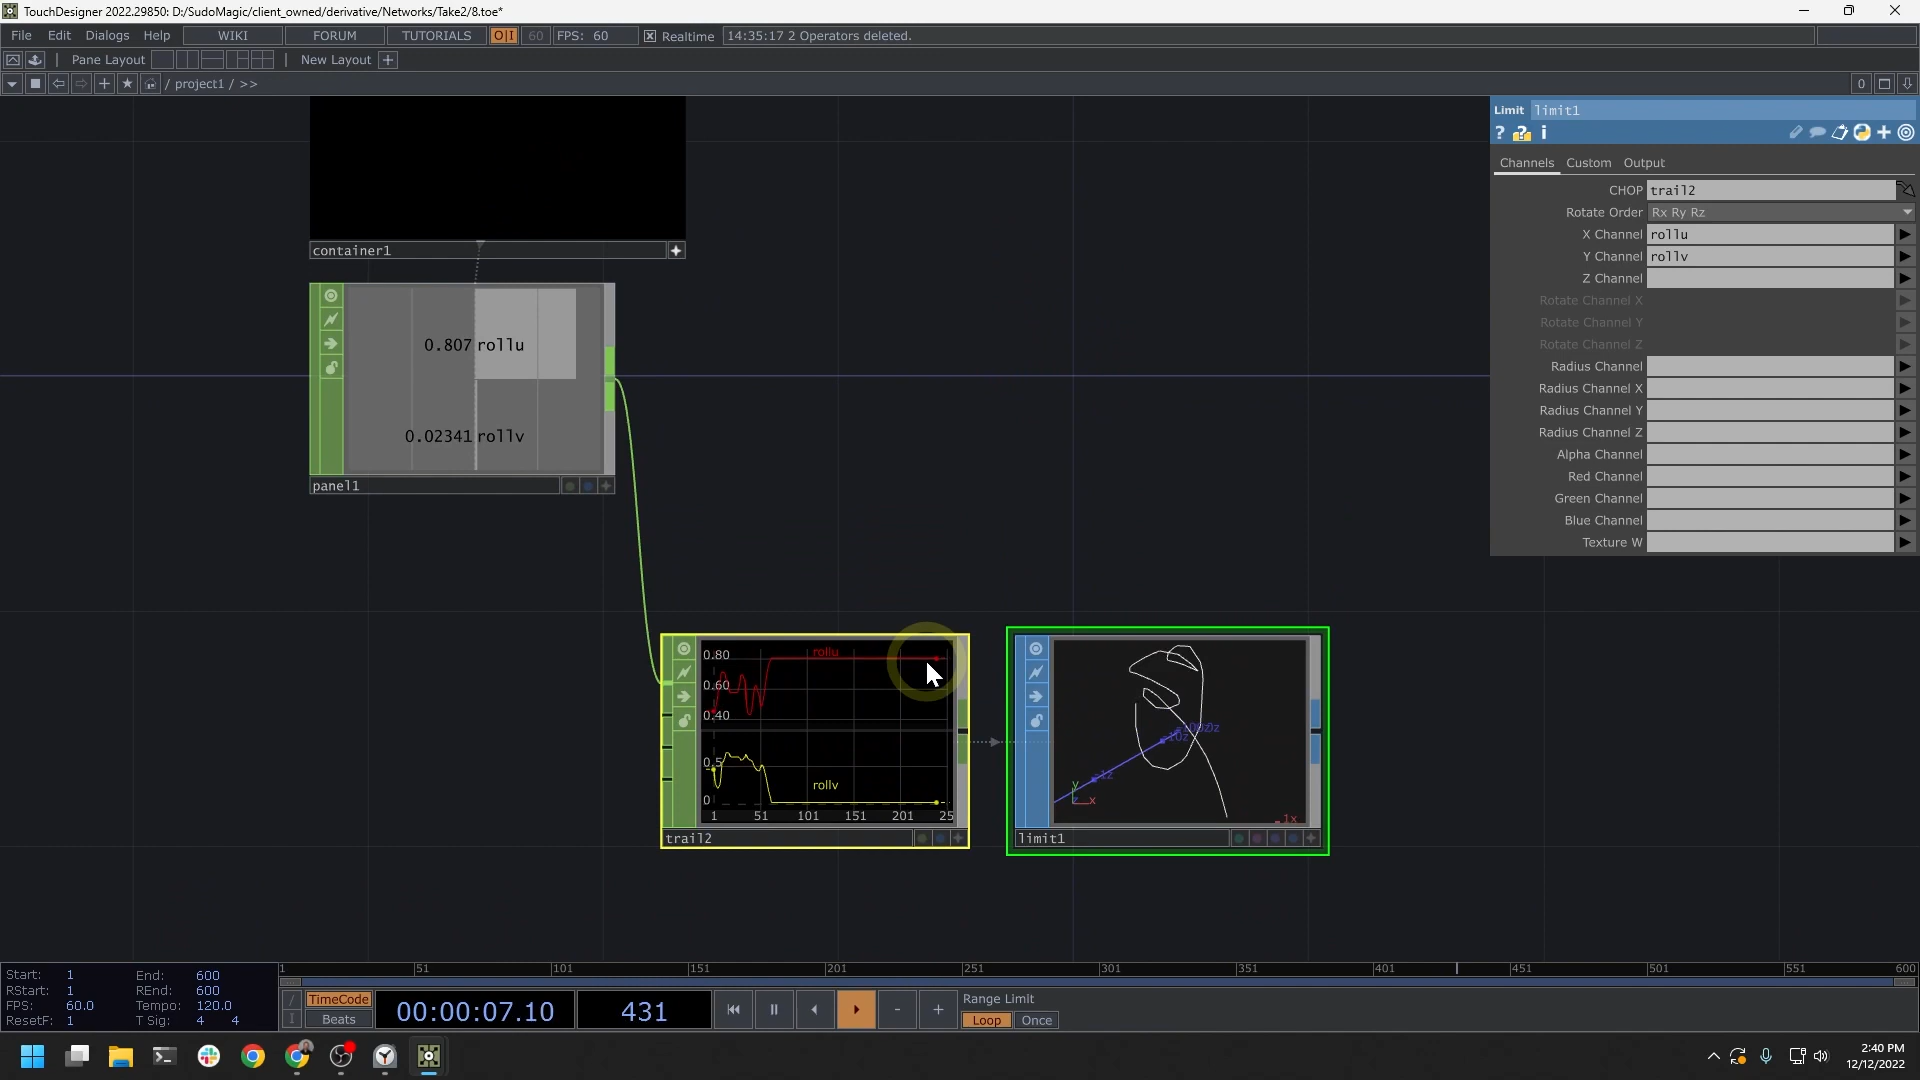 TouchDesigner 2022.29850: D:/SudoMagic/client_owned/derivative/Networks/Take2/8.toe*
File Edit Dialogs Help WIKI FORUM TUTORIALS O|I 60 FPS: 60 Realtime 14:35:17 2 Operators deleted.
Pane Layout New Layout
/ project1 / >> 0
container1
0.807 rollu
0.02341 rollv
panel1
0.80
0.60
0.40
rollu
0.5
0
rollv
1 51 101 151 201 25
trail2
10z
1z
y
z x
1x
limit1
Limit limit1
? ? i
Channels Custom Output
CHOP trail2
Rotate Order Rx Ry Rz
X Channel rollu
Y Channel rollv
Z Channel
Rotate Channel X
Rotate Channel Y
Rotate Channel Z
Radius Channel
Radius Channel X
Radius Channel Y
Radius Channel Z
Alpha Channel
Red Channel
Green Channel
Blue Channel
Texture W
Start: 1 End: 600
RStart: 1 REnd: 600
FPS: 60.0 Tempo: 120.0
ResetF: 1 T Sig: 4 4
1 51 101 151 201 251 301 351 401 451 501 551 600
TimeCode
Beats
00:00:07.10
431
Range Limit
Loop Once
2:40 PM
12/12/2022